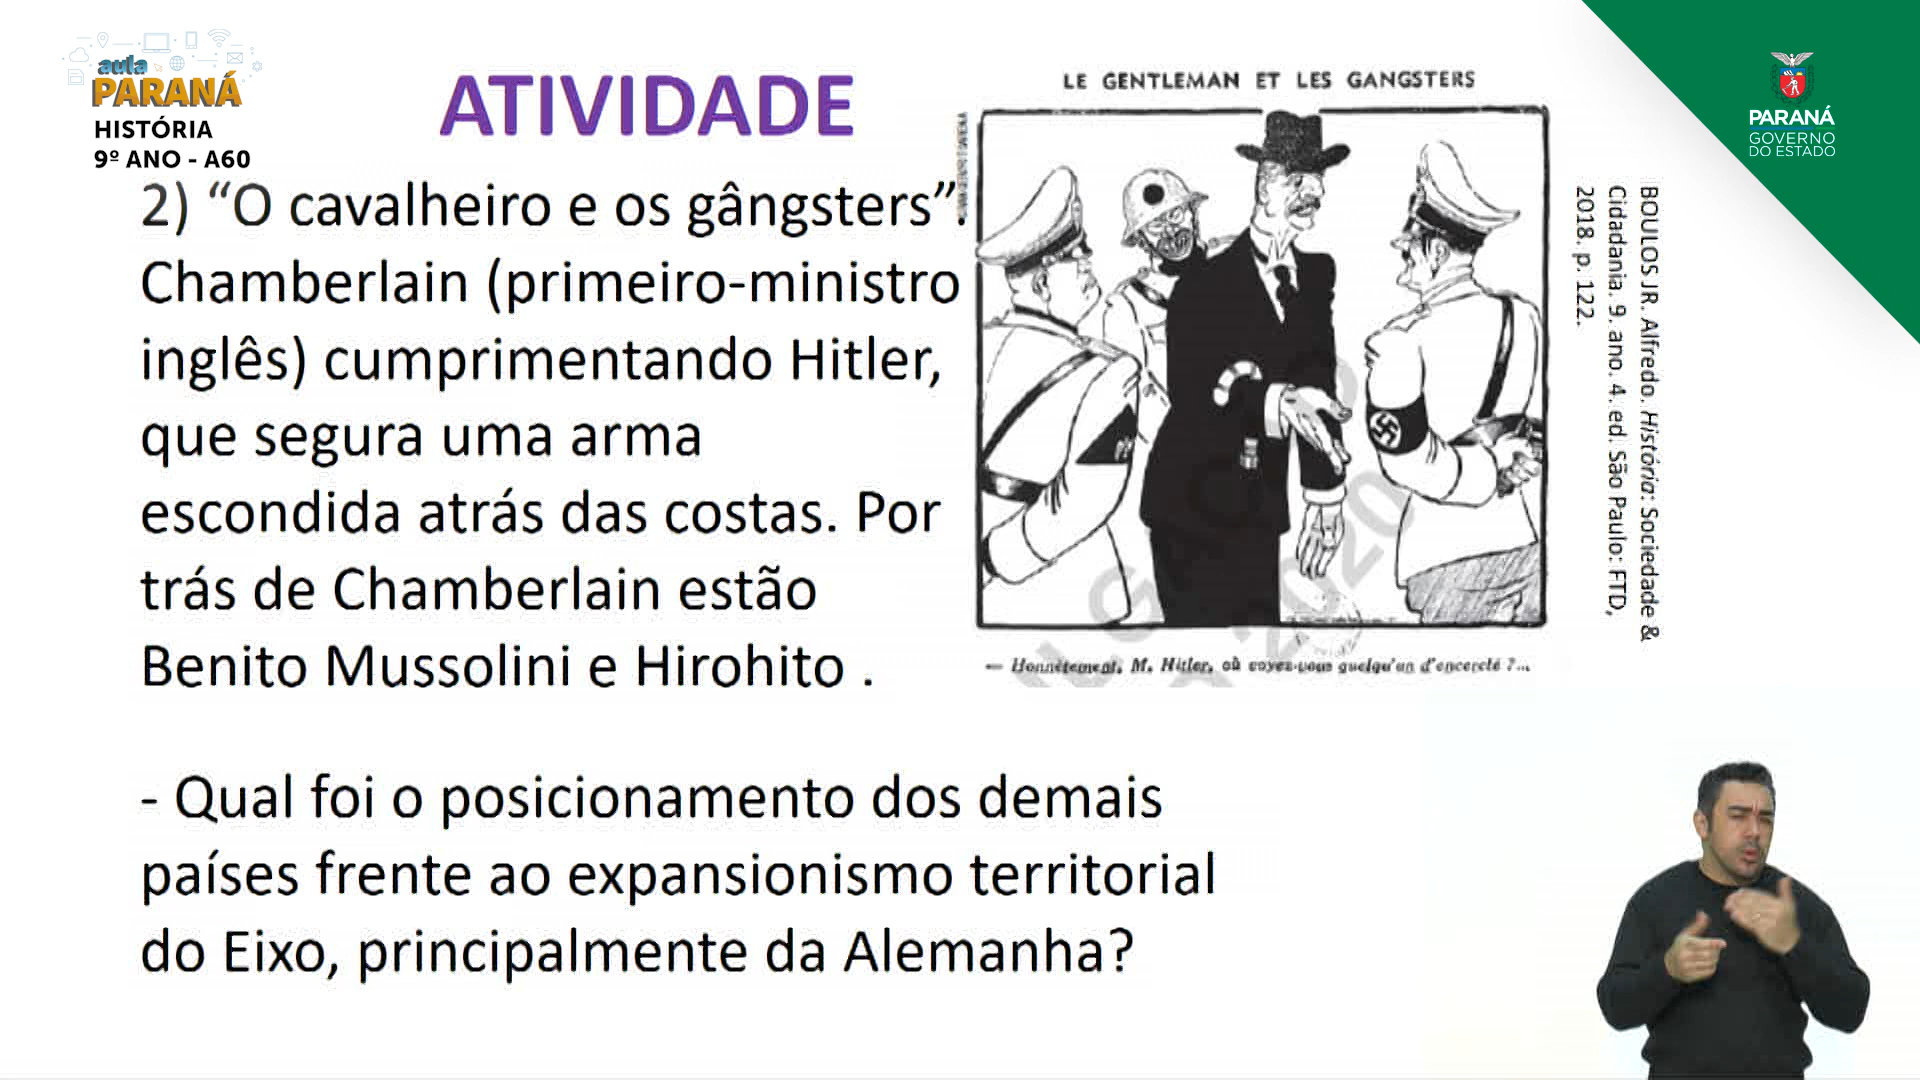 aula
PARANÁ
HISTÓRIA
9º ANO - A60
ATIVIDADE
2) “O cavalheiro e os gângsters”.
Chamberlain (primeiro-ministro
inglês) cumprimentando Hitler,
que segura uma arma
escondida atrás das costas. Por
trás de Chamberlain estão
Benito Mussolini e Hirohito .
- Qual foi o posicionamento dos demais
países frente ao expansionismo territorial
do Eixo, principalmente da Alemanha?
LE GENTLEMAN ET LES GANGSTERS
— Honnêtement, M. Hitler, où voyez-vous quelqu'un d'encerclé ?...
BOULOS JR. Alfredo. História: Sociedade &
Cidadania. 9. ano. 4. ed. São Paulo: FTD,
2018. p. 122.
PARANÁ
GOVERNO
DO ESTADO
2020